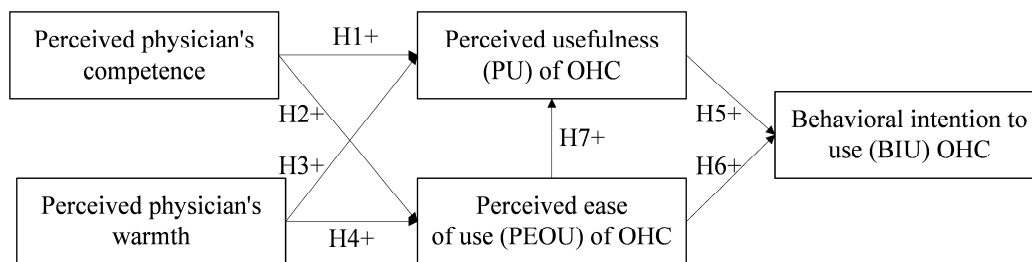 Perceived physician's
competence
H1+
Perceived usefulness
(PU) of OHC
H2+
H3+
H7+
H5+
H6+
Behavioral intention to
use (BIU) OHC
Perceived physician's
warmth
H4+
Perceived ease
of use (PEOU) of OHC